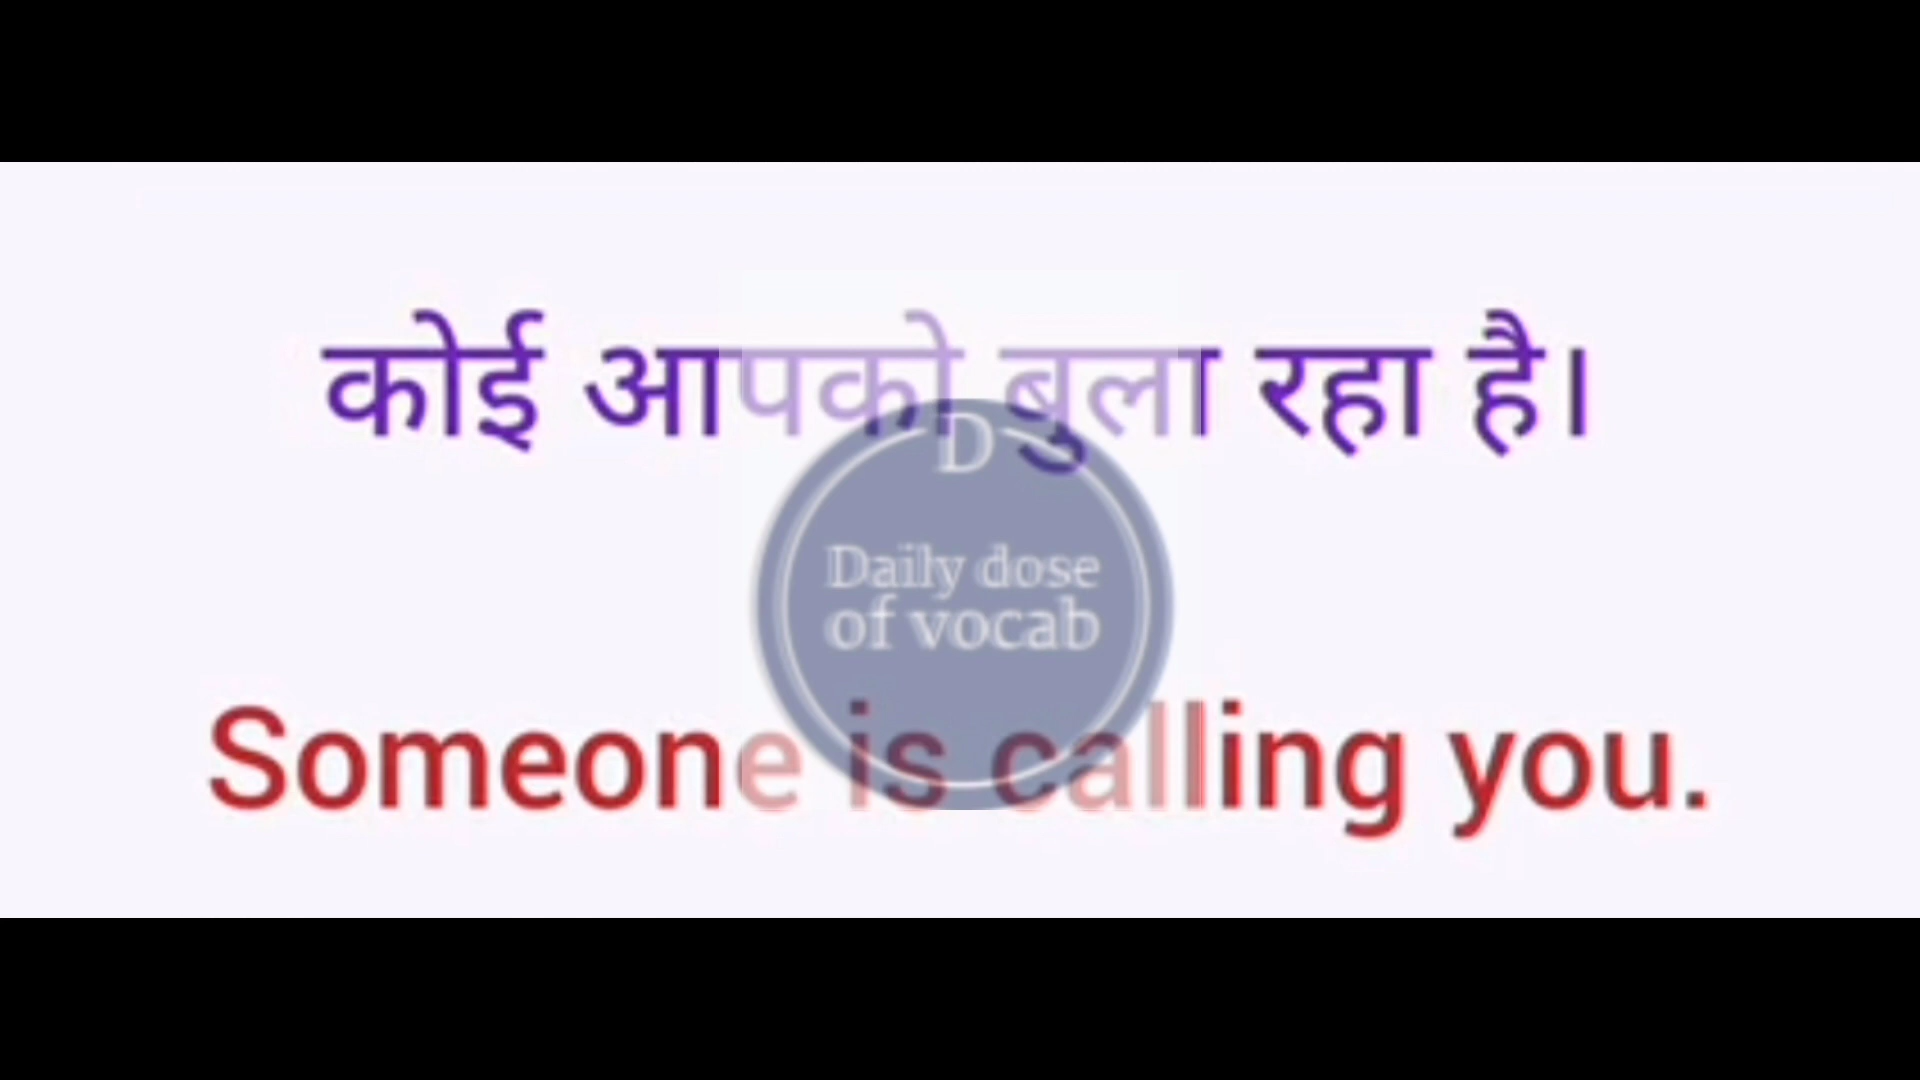 कोई आपको बुला रहा है।
D
Daily dose
of vocab
Someone is calling you.